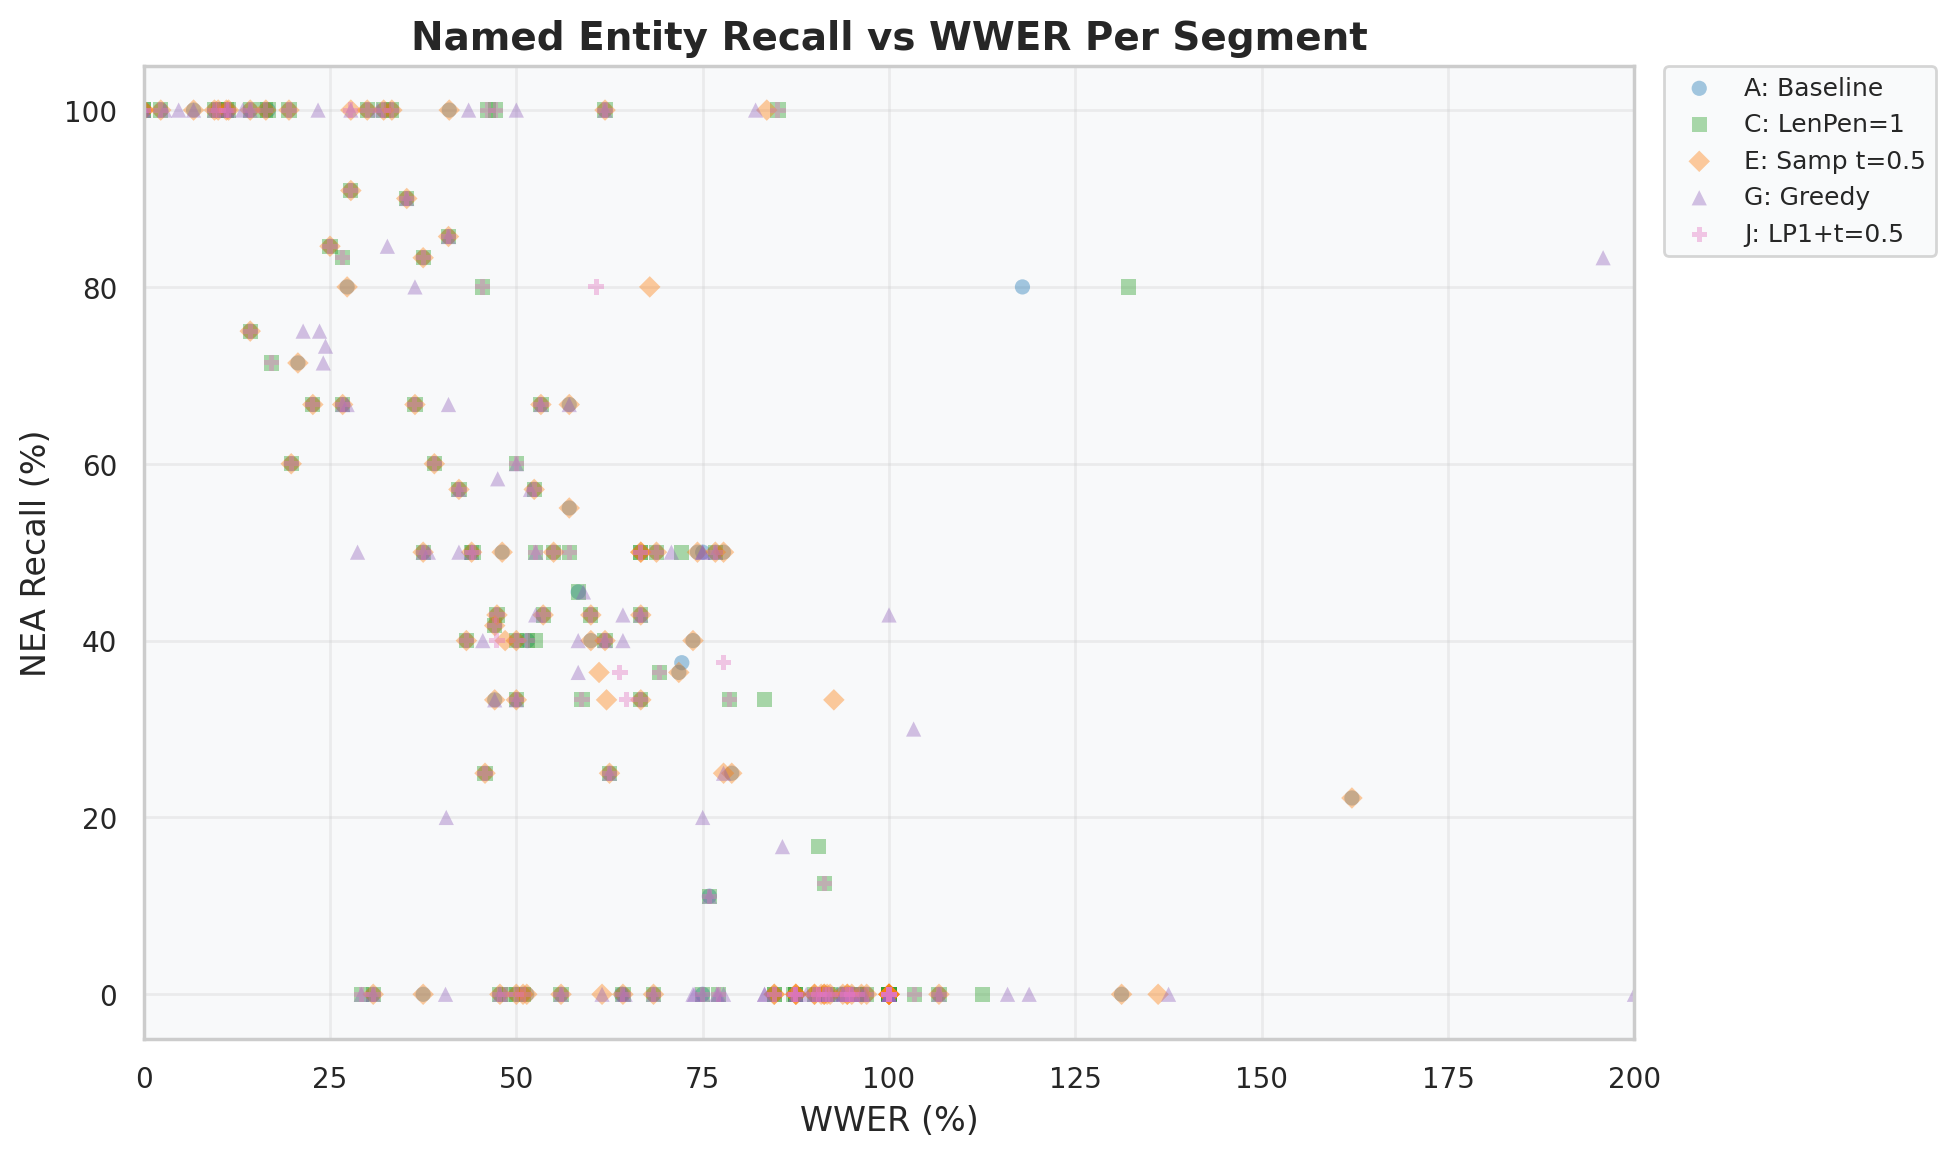 Named Entity Recall vs WWER Per Segment
A: Baseline
C: LenPen=1
E: Samp t=0.5
G: Greedy
J: LP1+t=0.5
NEA Recall (%)
100
80
60
40
20
0
0 25 50 75 100 125 150 175 200
WWER (%)